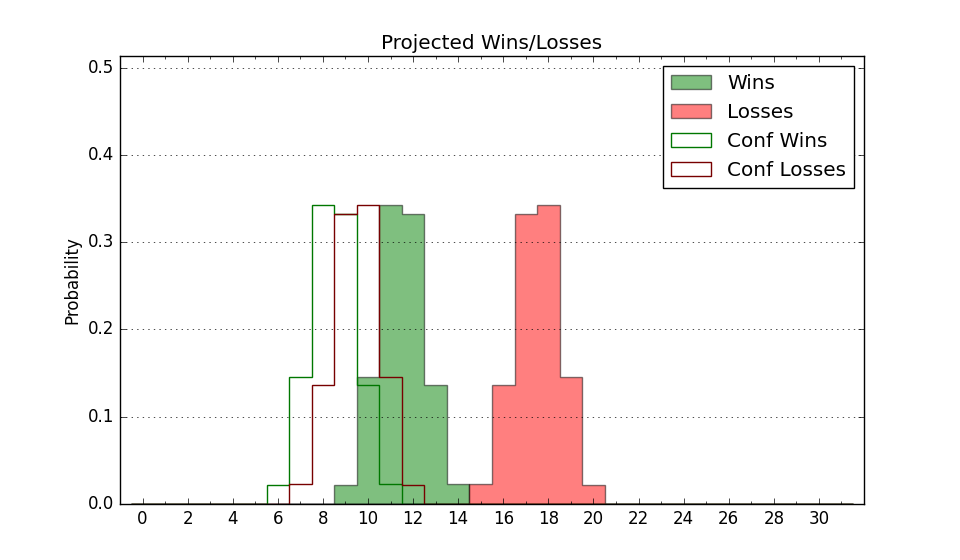 Projected Wins/Losses
0.5
0.4
0.3
0.2
0.1
0.0
Probability
Wins
Losses
Conf Wins
Conf Losses
0 2 4 6 8 10 12 14 16 18 20 22 24 26 28 30